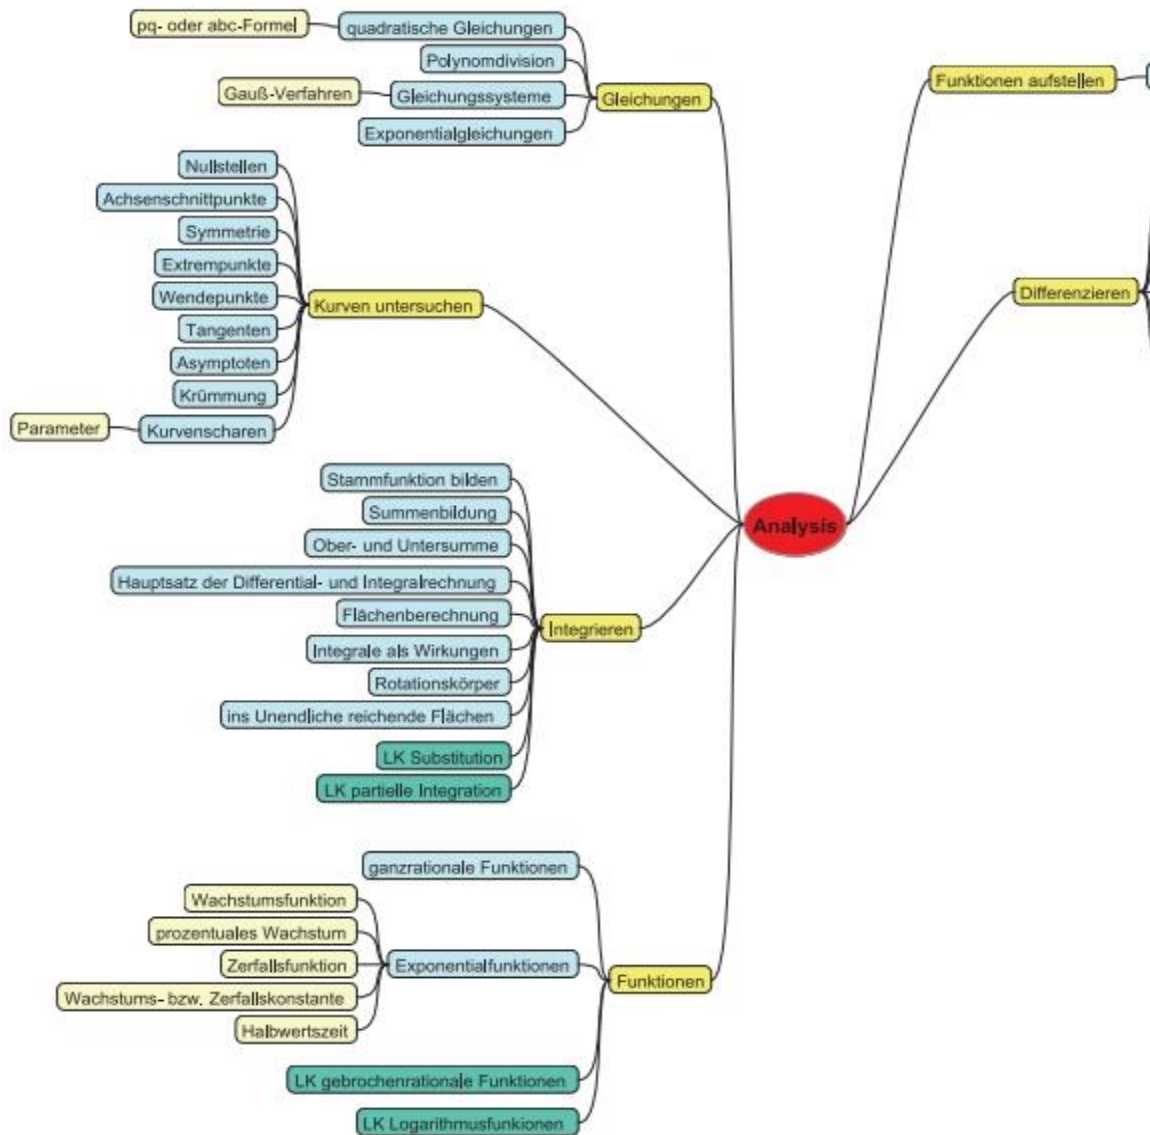 pq- oder abc-Formel
quadratische Gleichungen
Polynomdivision
Gauß-Verfahren
Gleichungssysteme
Exponentialgleichungen
Gleichungen
Funktionen aufstellen
Nullstellen
Achsenschnittpunkte
Symmetrie
Extrempunkte
Wendepunkte
Tangenten
Asymptoten
Krümmung
Parameter
Kurvenscharen
Kurven untersuchen
Differenzieren
Analysis
Stammfunktion bilden
Summenbildung
Ober- und Untersumme
Hauptsatz der Differential- und Integralrechnung
Flächenberechnung
Integrale als Wirkungen
Rotationskörper
ins Unendliche reichende Flächen
LK Substitution
LK partielle Integration
Integrieren
ganzrationale Funktionen
Wachstumsfunktion
prozentuales Wachstum
Zerfallsfunktion
Wachstums- bzw. Zerfallskonstante
Halbwertszeit
Exponentialfunktionen
Funktionen
LK gebrochenrationale Funktionen
LK Logarithmusfunkionen